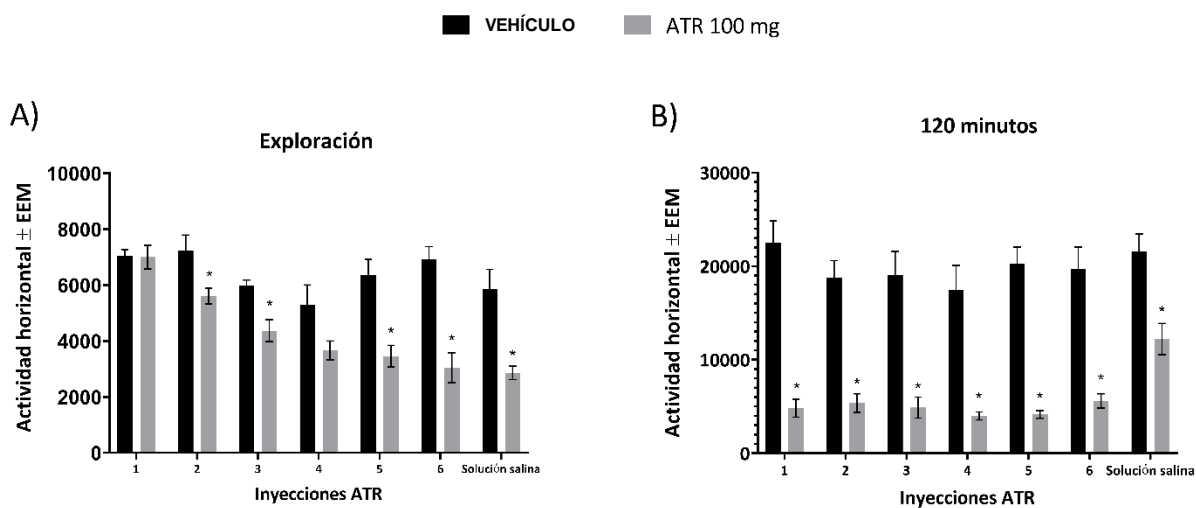 VEHÍCULO ATR 100 mg
A)
Exploración
Actividad horizontal ± EEM
10000
8000
6000
4000
2000
0
* * * * *
1 2 3 4 5 6 Solución salina
Inyecciones ATR
B)
120 minutos
Actividad horizontal ± EEM
30000
20000
10000
0
* * * * * * *
1 2 3 4 5 6 Solución salina
Inyecciones ATR